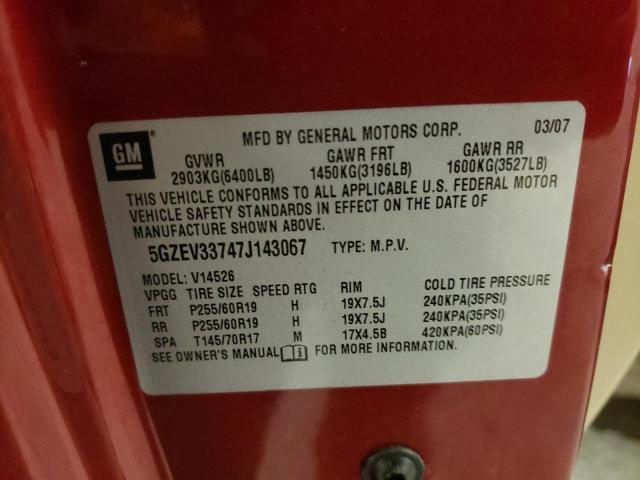 GM
MFD BY GENERAL MOTORS CORP. 03/07
GVWR GAWR FRT GAWR RR
2903KG(6400LB) 1450KG(3196LB) 1600KG(3527LB)
THIS VEHICLE CONFORMS TO ALL APPLICABLE U.S. FEDERAL MOTOR
VEHICLE SAFETY STANDARDS IN EFFECT ON THE DATE OF
MANUFACTURE SHOWN ABOVE.
5GZEV33747J143067 TYPE: M.P.V.
MODEL: V14526
VPGG TIRE SIZE SPEED RTG RIM COLD TIRE PRESSURE
FRT P255/60R19 H 19X7.5J 240KPA(35PSI)
RR P255/60R19 H 19X7.5J 240KPA(35PSI)
SPA T145/70R17 M 17X4.5B 420KPA(60PSI)
SEE OWNER'S MANUAL i FOR MORE INFORMATION.